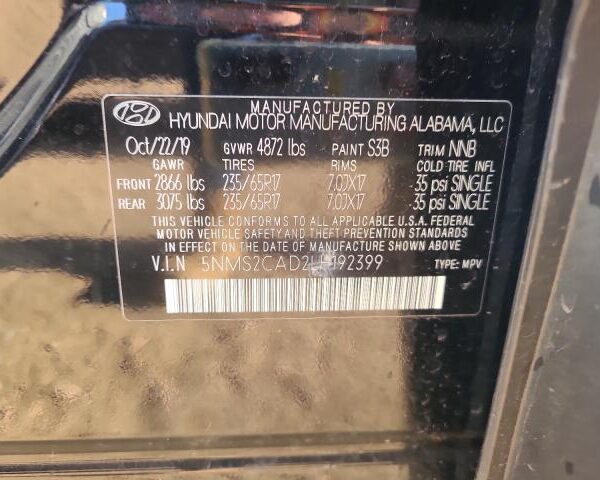 MANUFACTURED BY
HYUNDAI MOTOR MANUFACTURING ALABAMA, LLC
Oct/22/19 GVWR 4872 lbs PAINT S3B TRIM NNB
GAWR TIRES RIMS COLD TIRE INFL
FRONT 2866 lbs 235/65R17 7.0JX17 35 psi SINGLE
REAR 3075 lbs 235/65R17 7.0JX17 35 psi SINGLE
THIS VEHICLE CONFORMS TO ALL APPLICABLE U.S.A. FEDERAL
MOTOR VEHICLE SAFETY AND THEFT PREVENTION STANDARDS
IN EFFECT ON THE DATE OF MANUFACTURE SHOWN ABOVE
V.I.N TYPE: MPV